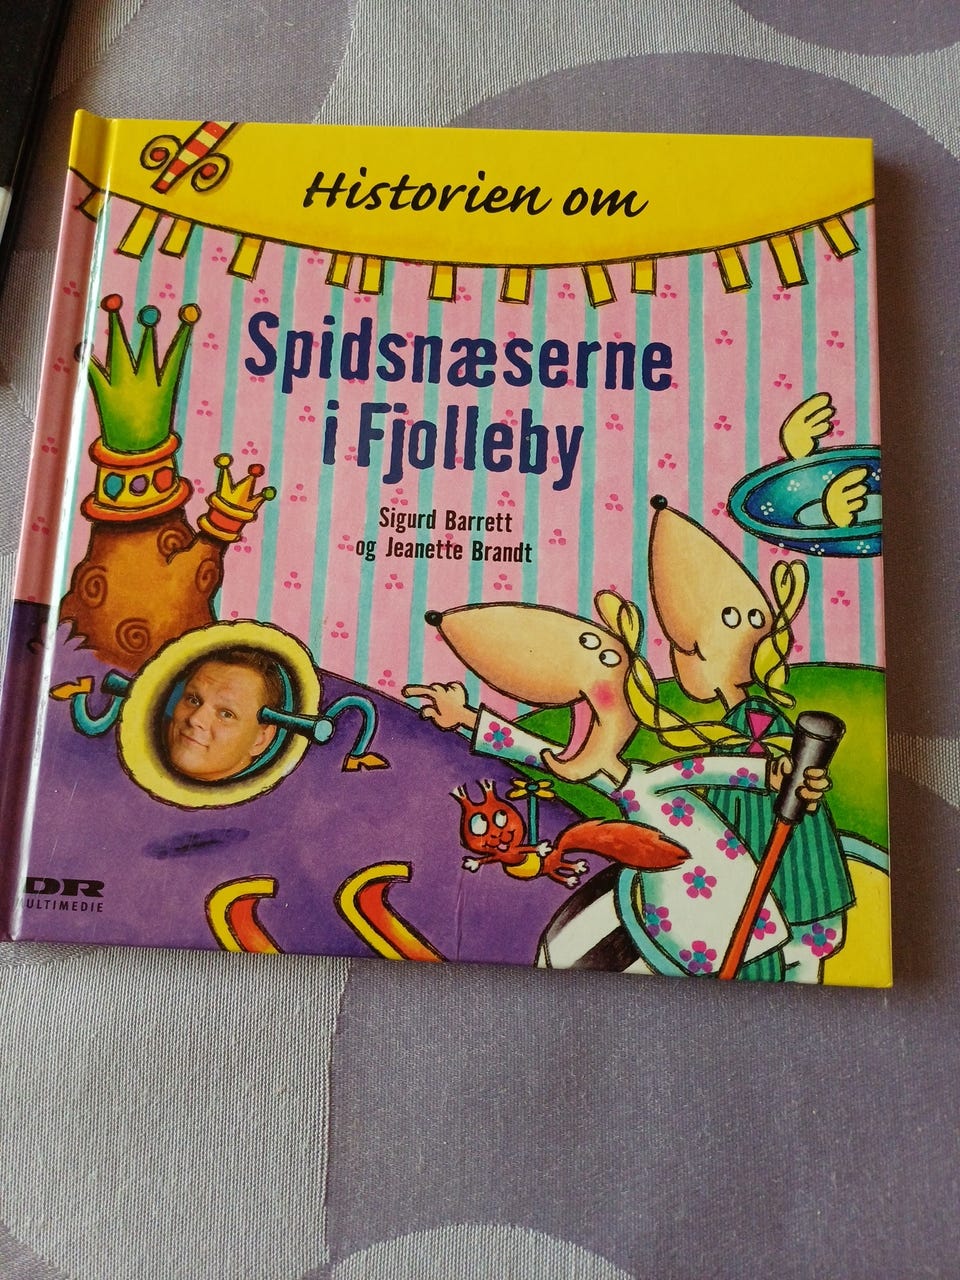 Historien om
Spidsnæserne
i Fjolleby
Sigurd Barrett
og Jeanette Brandt
DR
MULTIMEDIE